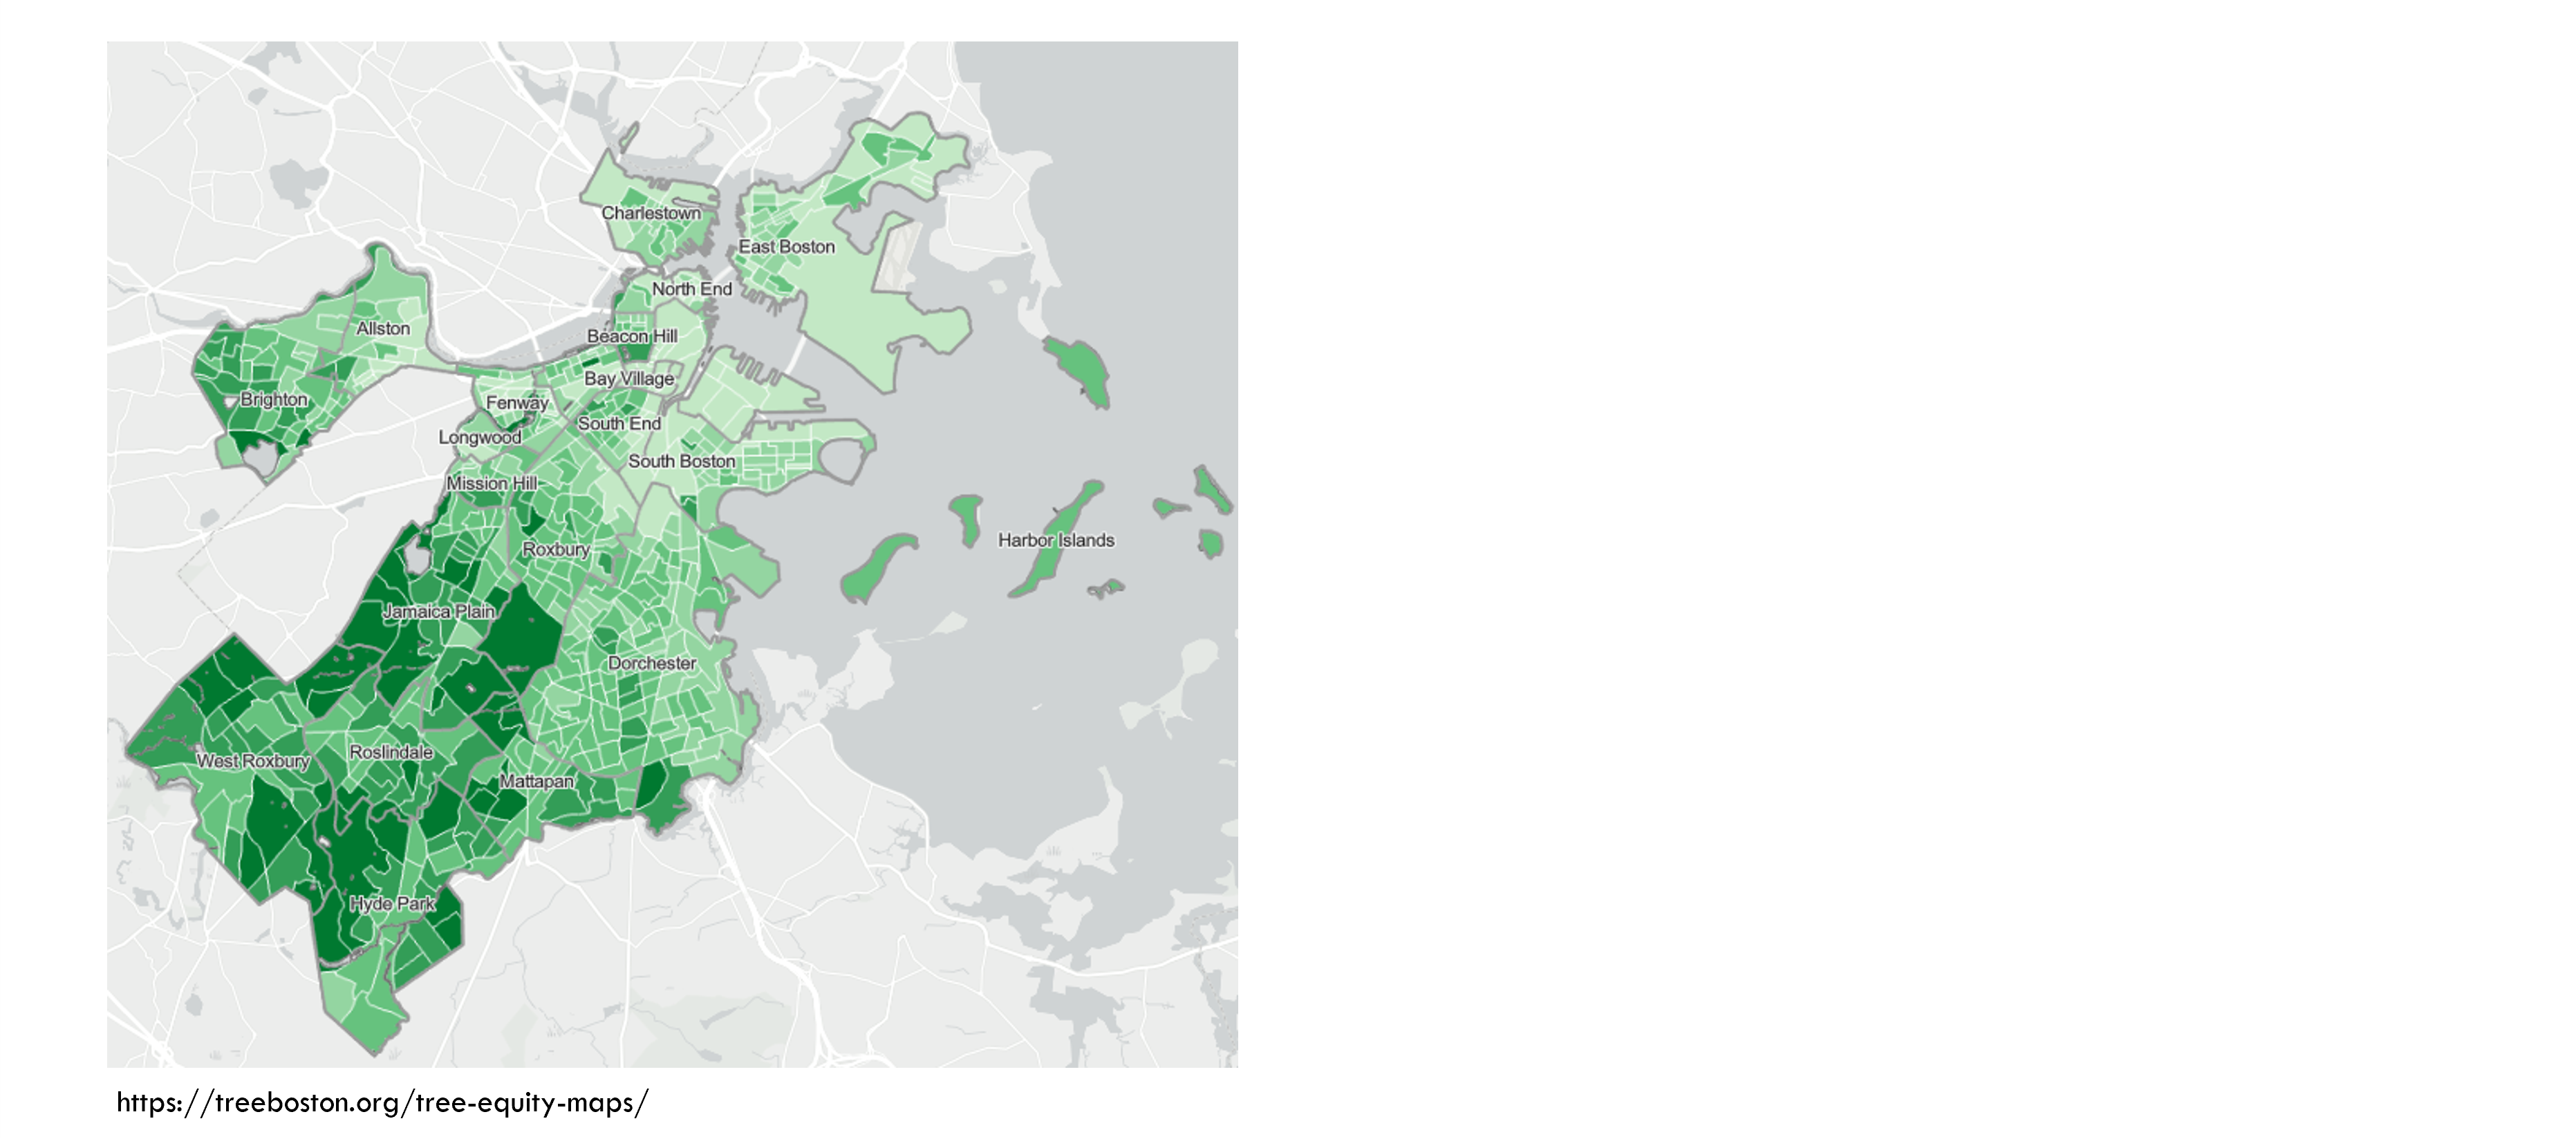 Charlestown
East Boston
North End
Allston
Beacon Hill
Bay Village
Brighton
Fenway
South End
Longwood
South Boston
Mission Hill
Harbor Islands
Roxbury
Jamaica Plain
Dorchester
Roslindale
West Roxbury
Mattapan
Hyde Park
https://treeboston.org/tree-equity-maps/